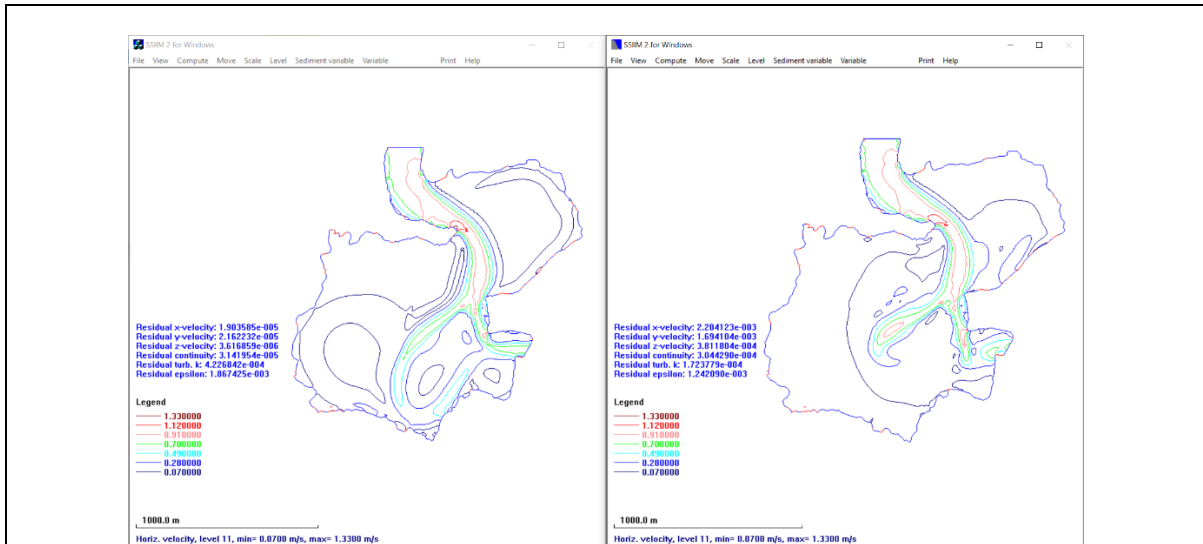 SSIIM 2 for Windows
File View Compute Move Scale Level Sediment variable Variable Print Help
Residual x-velocity: 1.903585e-005
Residual y-velocity: 2.162232e-005
Residual z-velocity: 3.616859e-006
Residual continuity: 3.141954e-005
Residual turb. k: 4.226842e-004
Residual epsilon: 1.867425e-003
Legend
1.330000
1.120000
0.910000
0.700000
0.490000
0.280000
0.070000
1000.0 m
Horiz. velocity, level 11, min= 0.0700 m/s, max= 1.3300 m/s
SSIIM 2 for Windows
File View Compute Move Scale Level Sediment variable Variable Print Help
Residual x-velocity: 2.204123e-003
Residual y-velocity: 1.694104e-003
Residual z-velocity: 3.811804e-004
Residual continuity: 3.044290e-004
Residual turb. k: 1.723779e-004
Residual epsilon: 1.242090e-003
Legend
1.330000
1.120000
0.910000
0.700000
0.490000
0.280000
0.070000
1000.0 m
Horiz. velocity, level 11, min= 0.0700 m/s, max= 1.3300 m/s